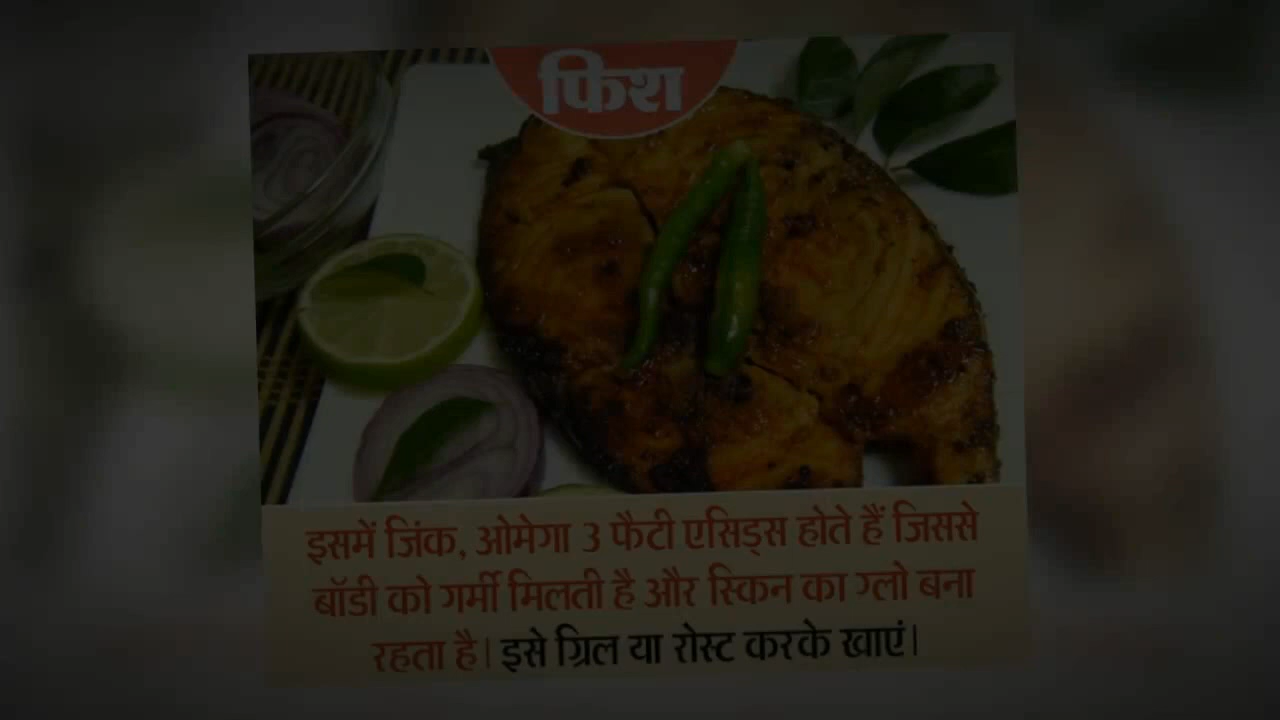 फिश
इसमें जिंक, ओमेगा 3 फैटी एसिड्स होते हैं जिससे
बॉडी को गर्मी मिलती है और स्किन का ग्लो बना
रहता है। इसे ग्रिल या रोस्ट करके खाएं।